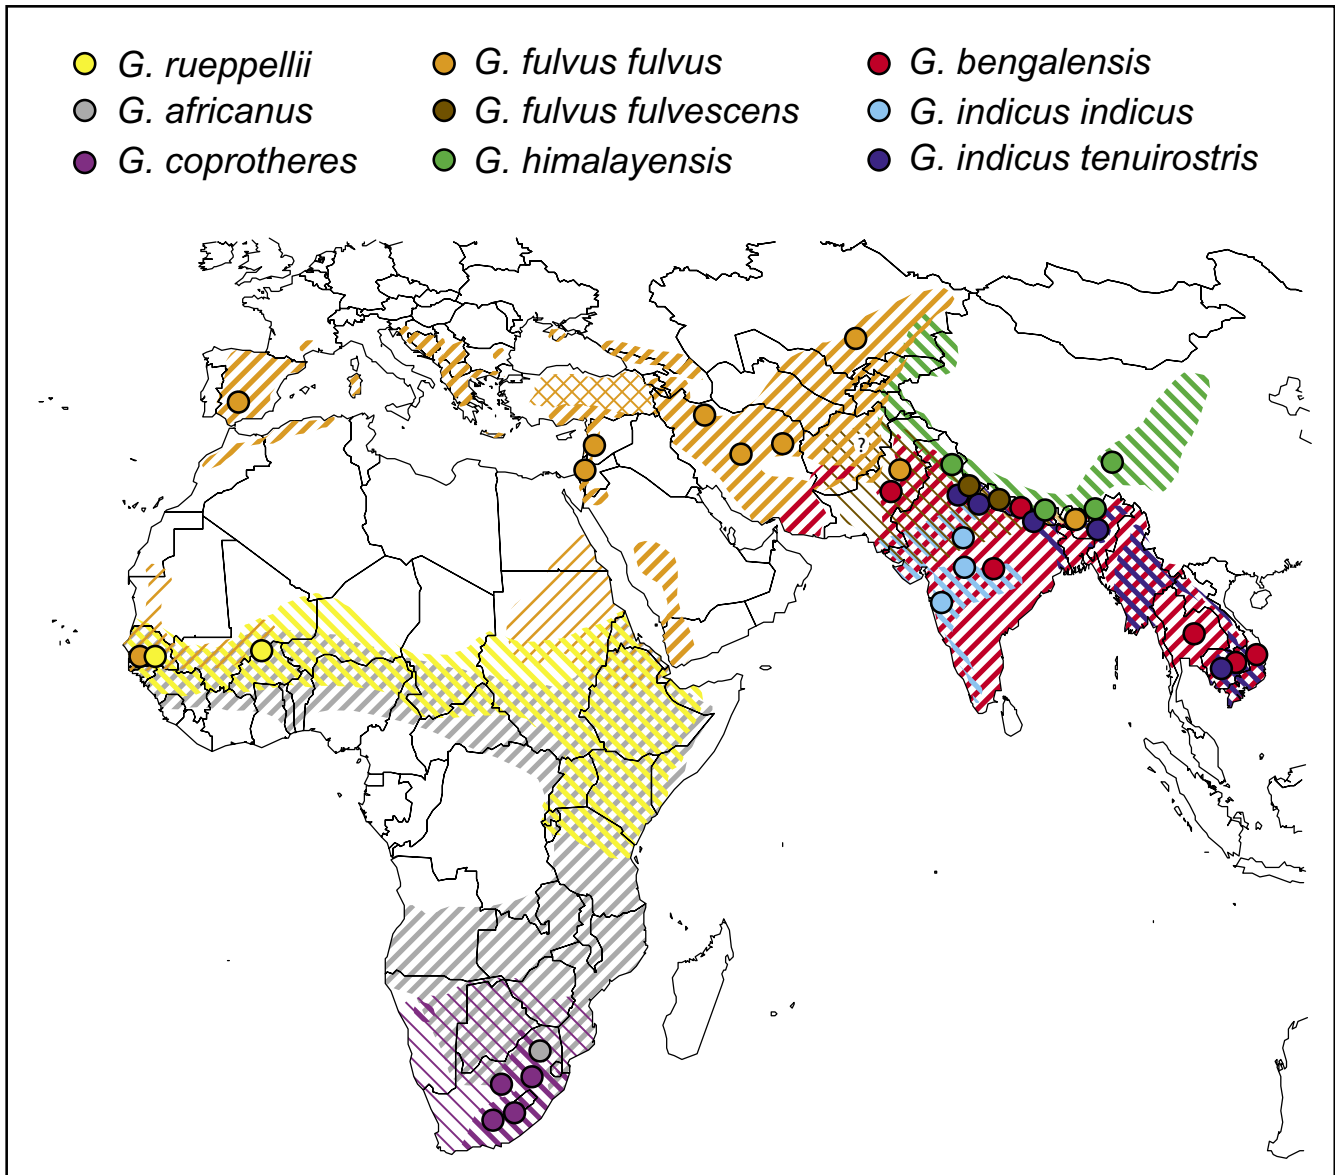 G. rueppellii
G. africanus
G. coprotheres
G. fulvus fulvus
G. fulvus fulvescens
G. himalayensis
G. bengalensis
G. indicus indicus
G. indicus tenuirostris
?